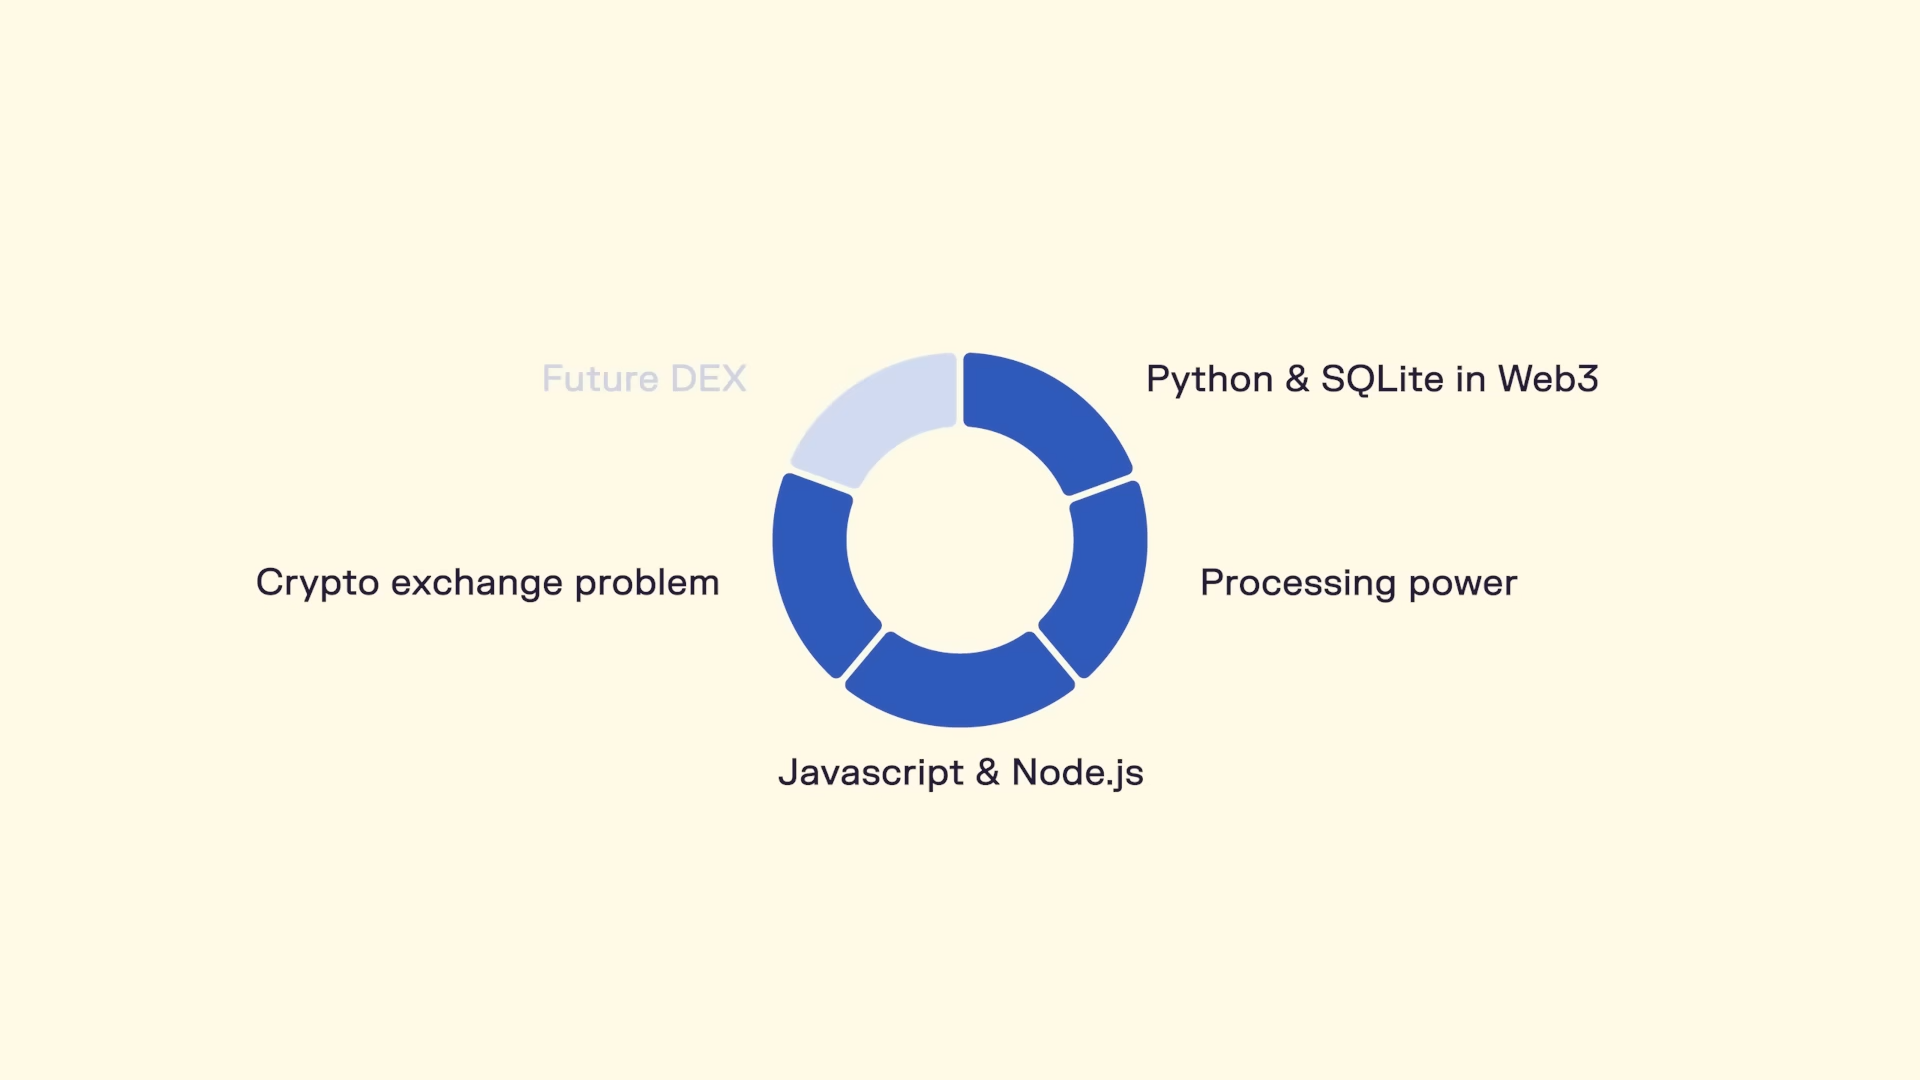 Future DEX
Python & SQLite in Web3
Crypto exchange problem
Processing power
Javascript & Node.js